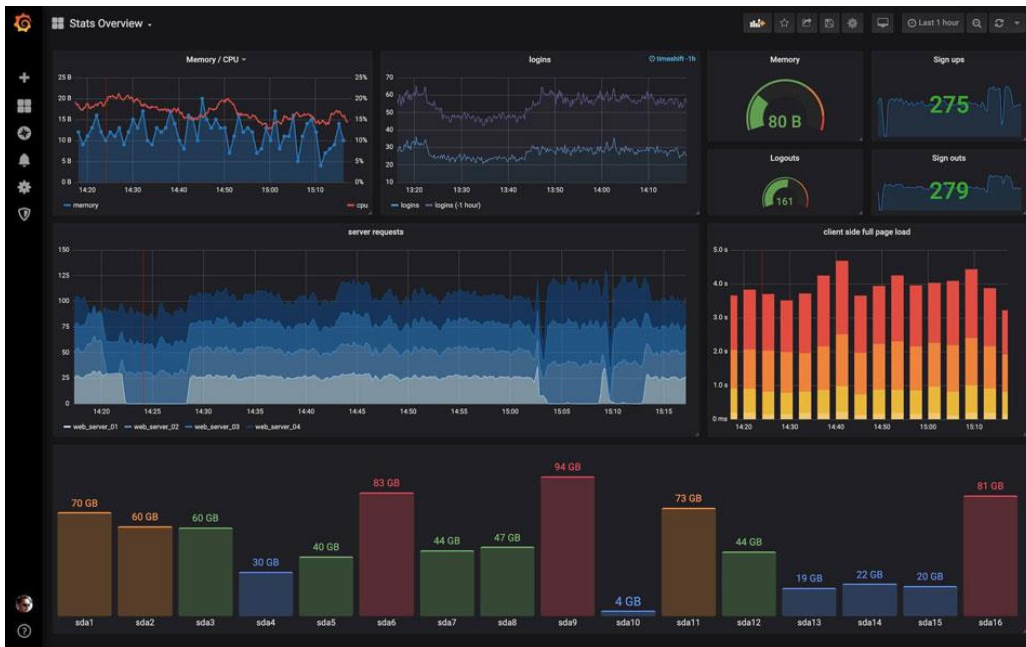 Stats Overview
Last 1 hour
Memory / CPU
25 B
20 B
15 B
10 B
5 B
0 B
25%
20%
15%
10%
5%
0%
14:20 14:30 14:40 14:50 15:00 15:10
memory cpu
logins
timeshift -1h
70
60
50
40
30
20
10
13:20 13:30 13:40 13:50 14:00 14:10
logins logins (-1 hour)
Memory
80 B
Sign ups
275
Logouts
161
Sign outs
279
server requests
150
125
100
75
50
25
0
14:20 14:25 14:30 14:35 14:40 14:45 14:50 14:55 15:00 15:05 15:10 15:15
web_server_01 web_server_02 web_server_03 web_server_04
client side full page load
5.0 s
4.0 s
3.0 s
2.0 s
1.0 s
0 ms
14:20 14:30 14:40 14:50 15:00 15:10
70 GB 60 GB 60 GB 30 GB 40 GB 83 GB 44 GB 47 GB 94 GB 4 GB 73 GB 44 GB 19 GB 22 GB 20 GB 81 GB
sda1 sda2 sda3 sda4 sda5 sda6 sda7 sda8 sda9 sda10 sda11 sda12 sda13 sda14 sda15 sda16